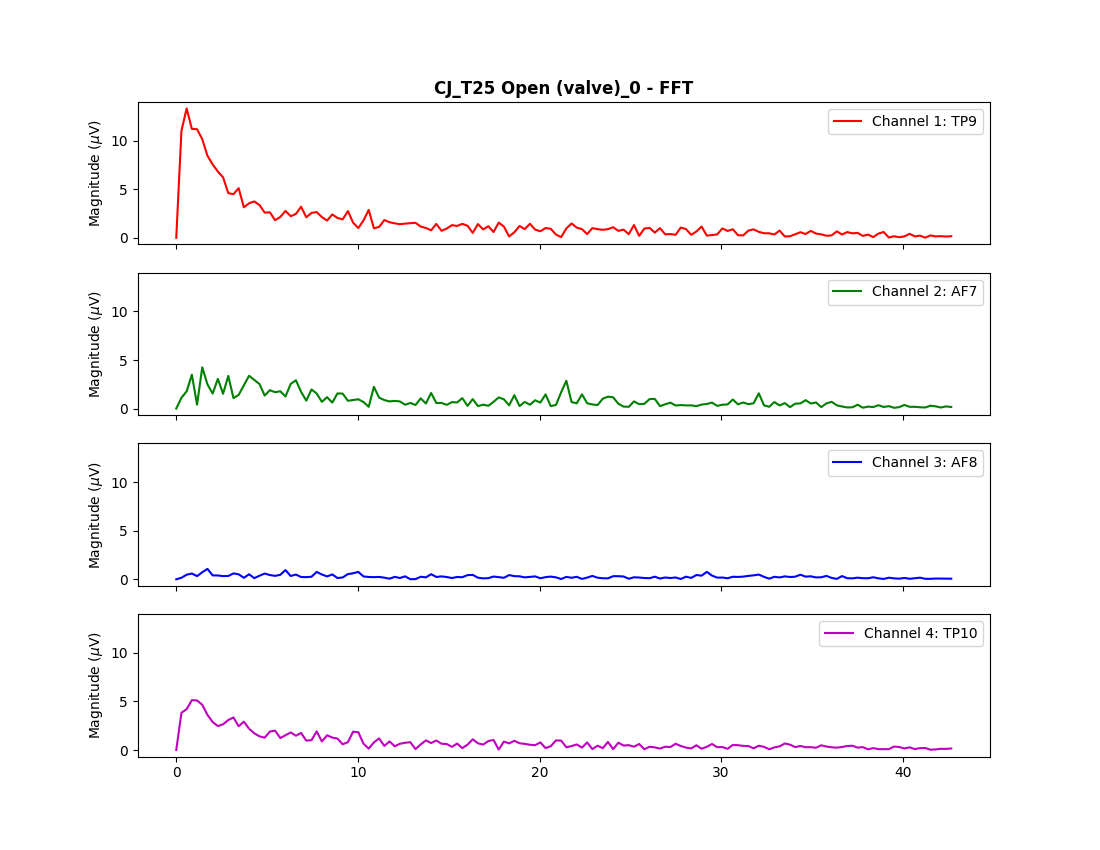 CJ_T25 Open (valve)_0 - FFT
Magnitude (μV)
10
5
0
Channel 1: TP9
Magnitude (μV)
10
5
0
Channel 2: AF7
Magnitude (μV)
10
5
0
Channel 3: AF8
Magnitude (μV)
10
5
0
Channel 4: TP10
0 10 20 30 40